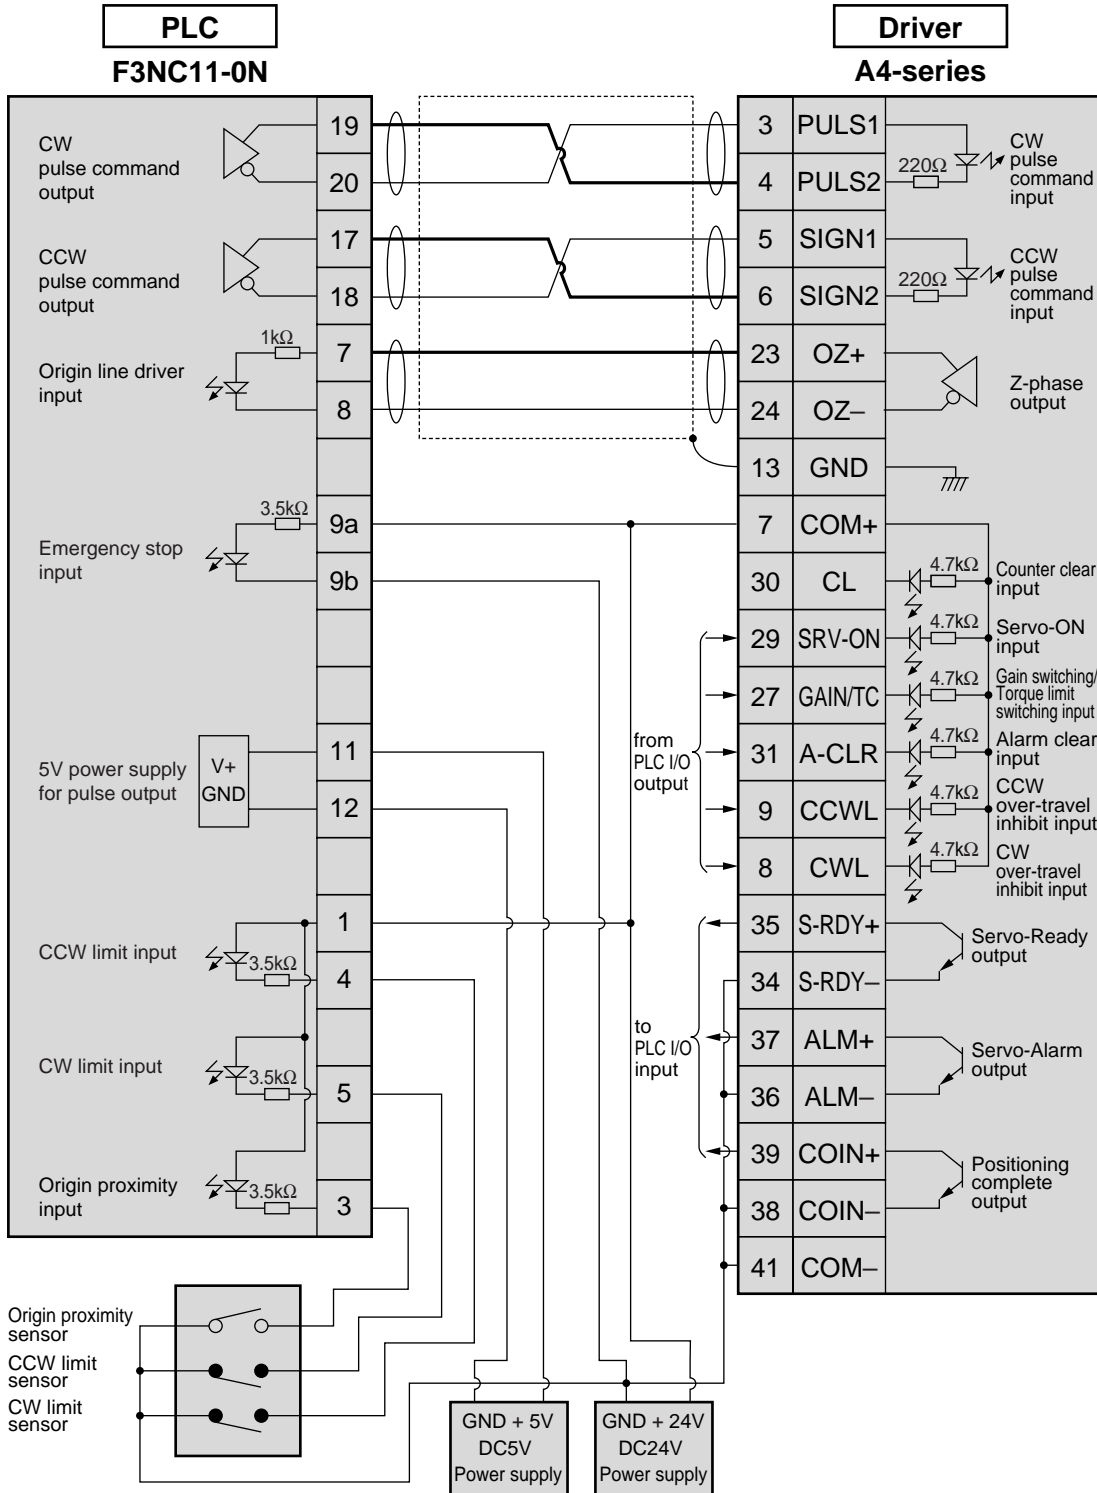 PLC
F3NC11-0N
Driver
A4-series
CW
pulse command
output
19
20
CCW
pulse command
output
17
18
Origin line driver
input
1kΩ
7
8
Emergency stop
input
3.5kΩ
9a
9b
5V power supply
for pulse output
V+
GND
11
12
CCW limit input
3.5kΩ
1
4
CW limit input
3.5kΩ
5
Origin proximity
input
3.5kΩ
3
from
PLC I/O
output
to
PLC I/O
input
3 PULS1
4 PULS2
220Ω
CW
pulse
command
input
5 SIGN1
6 SIGN2
220Ω
CCW
pulse
command
input
23 OZ+
24 OZ–
Z-phase
output
13 GND
7 COM+
30 CL
4.7kΩ
Counter clear
input
29 SRV-ON
4.7kΩ
Servo-ON
input
27 GAIN/TC
4.7kΩ
Gain switching/
Torque limit
switching input
31 A-CLR
4.7kΩ
Alarm clear
input
9 CCWL
4.7kΩ
CCW
over-travel
inhibit input
8 CWL
4.7kΩ
CW
over-travel
inhibit input
35 S-RDY+
34 S-RDY–
Servo-Ready
output
37 ALM+
36 ALM–
Servo-Alarm
output
39 COIN+
38 COIN–
Positioning
complete
output
41 COM–
Origin proximity
sensor
CCW limit
sensor
CW limit
sensor
GND + 5V
DC5V
Power supply
GND + 24V
DC24V
Power supply